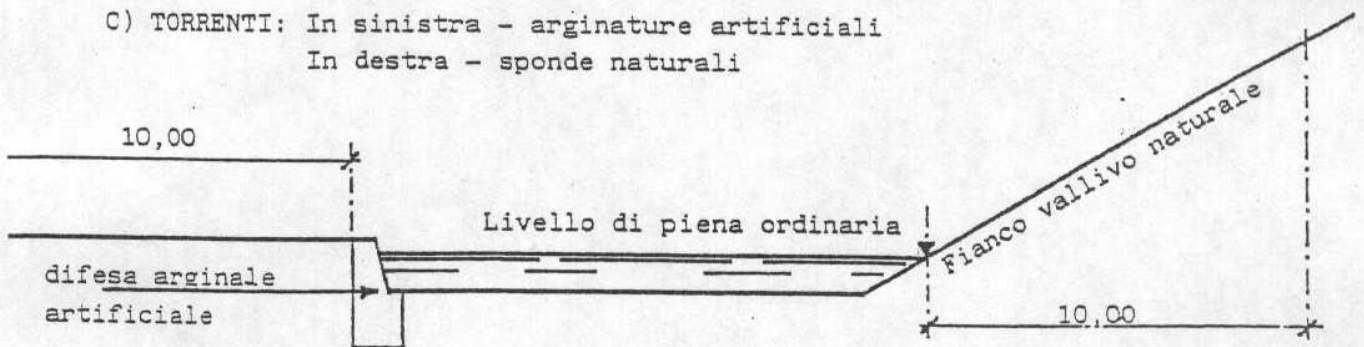 C) TORRENTI: In sinistra - arginature artificiali
In destra - sponde naturali
10,00
Livello di piena ordinaria
Fianco vallivo naturale
difesa arginale
artificiale
10,00